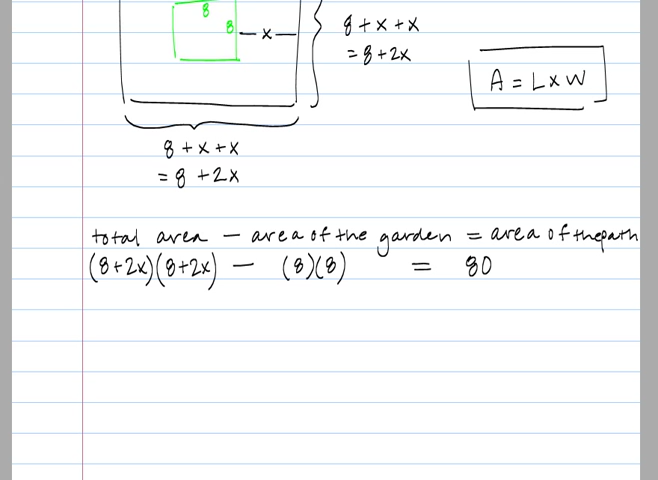 8
8
— x —
8 + x + x
= 8 + 2x
A = L x W
8 + x + x
= 8 + 2x
total area — area of the garden = area of the path
(8+2x)(8+2x) — (8)(8) = 80